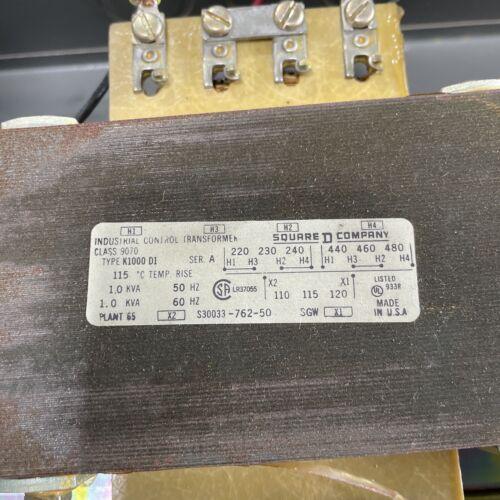 H1 H3 H2 H4
INDUSTRIAL CONTROL TRANSFORMER SQUARE D COMPANY
CLASS 9070 220 230 240 440 460 480
TYPE K1000 D1 SER. A H1 H3 H2 H4 H1 H3 H2 H4
115 °C TEMP. RISE
1.0 KVA 50 HZ SA LR37055 X2 X1 LISTED 933R
1.0 KVA 60 HZ 110 115 120 UL MADE
PLANT 65 X2 S30033-762-50 SGW X1 IN U.S.A